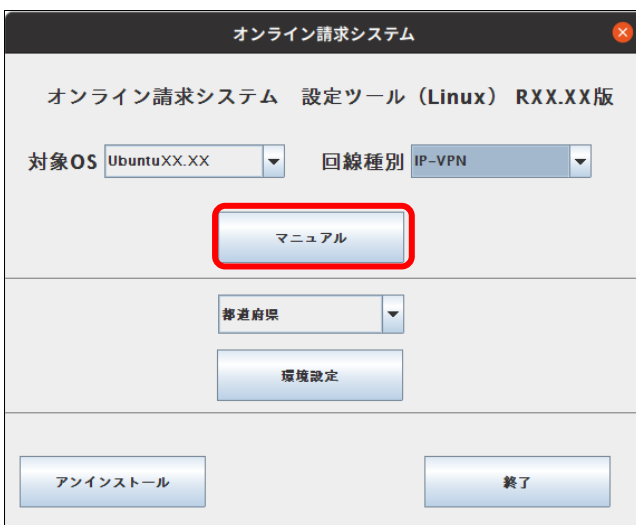 オンライン請求システム
オンライン請求システム 設定ツール（Linux） RXX.XX版
対象OS UbuntuXX.XX 回線種別 IP-VPN
マニュアル
都道府県
環境設定
アンインストール 終了